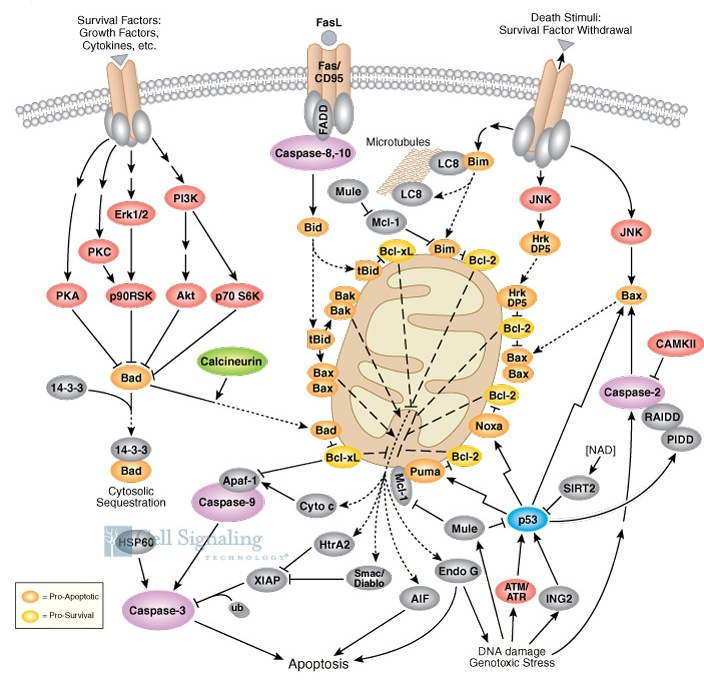 Survival Factors:
Growth Factors,
Cytokines, etc.
FasL
Death Stimuli:
Survival Factor Withdrawal
Fas/
CD95
FADD
Caspase-8,-10
Microtubules
LC8
Bim
LC8
Mule
Mcl-1
JNK
JNK
PI3K
Erk1/2
PKC
Bid
Hrk
DP5
Bcl-xL
Bim
Bcl-2
tBid
PKA
p90RSK
Akt
p70 S6K
Bak
Bak
Hrk
DP5
Bax
Bcl-2
tBid
Bax
Bax
CAMKII
Calcineurin
Bad
Bax
Bax
14-3-3
Caspase-2
Bcl-2
RAIDD
PIDD
Noxa
Bad
14-3-3
Bad
Bcl-xL
Bcl-2
[NAD]
Cytosolic
Sequestration
Apaf-1
Caspase-9
Mcl-1
Puma
SIRT2
Cyto c
p53
Mule
HSP60
Cell Signaling
TECHNOLOGY®
HtrA2
XIAP
Smac/
Diablo
Endo G
ATM/
ATR
ING2
AIF
= Pro-Apoptotic
= Pro-Survival
Caspase-3
ub
Apoptosis
DNA damage
Genotoxic Stress